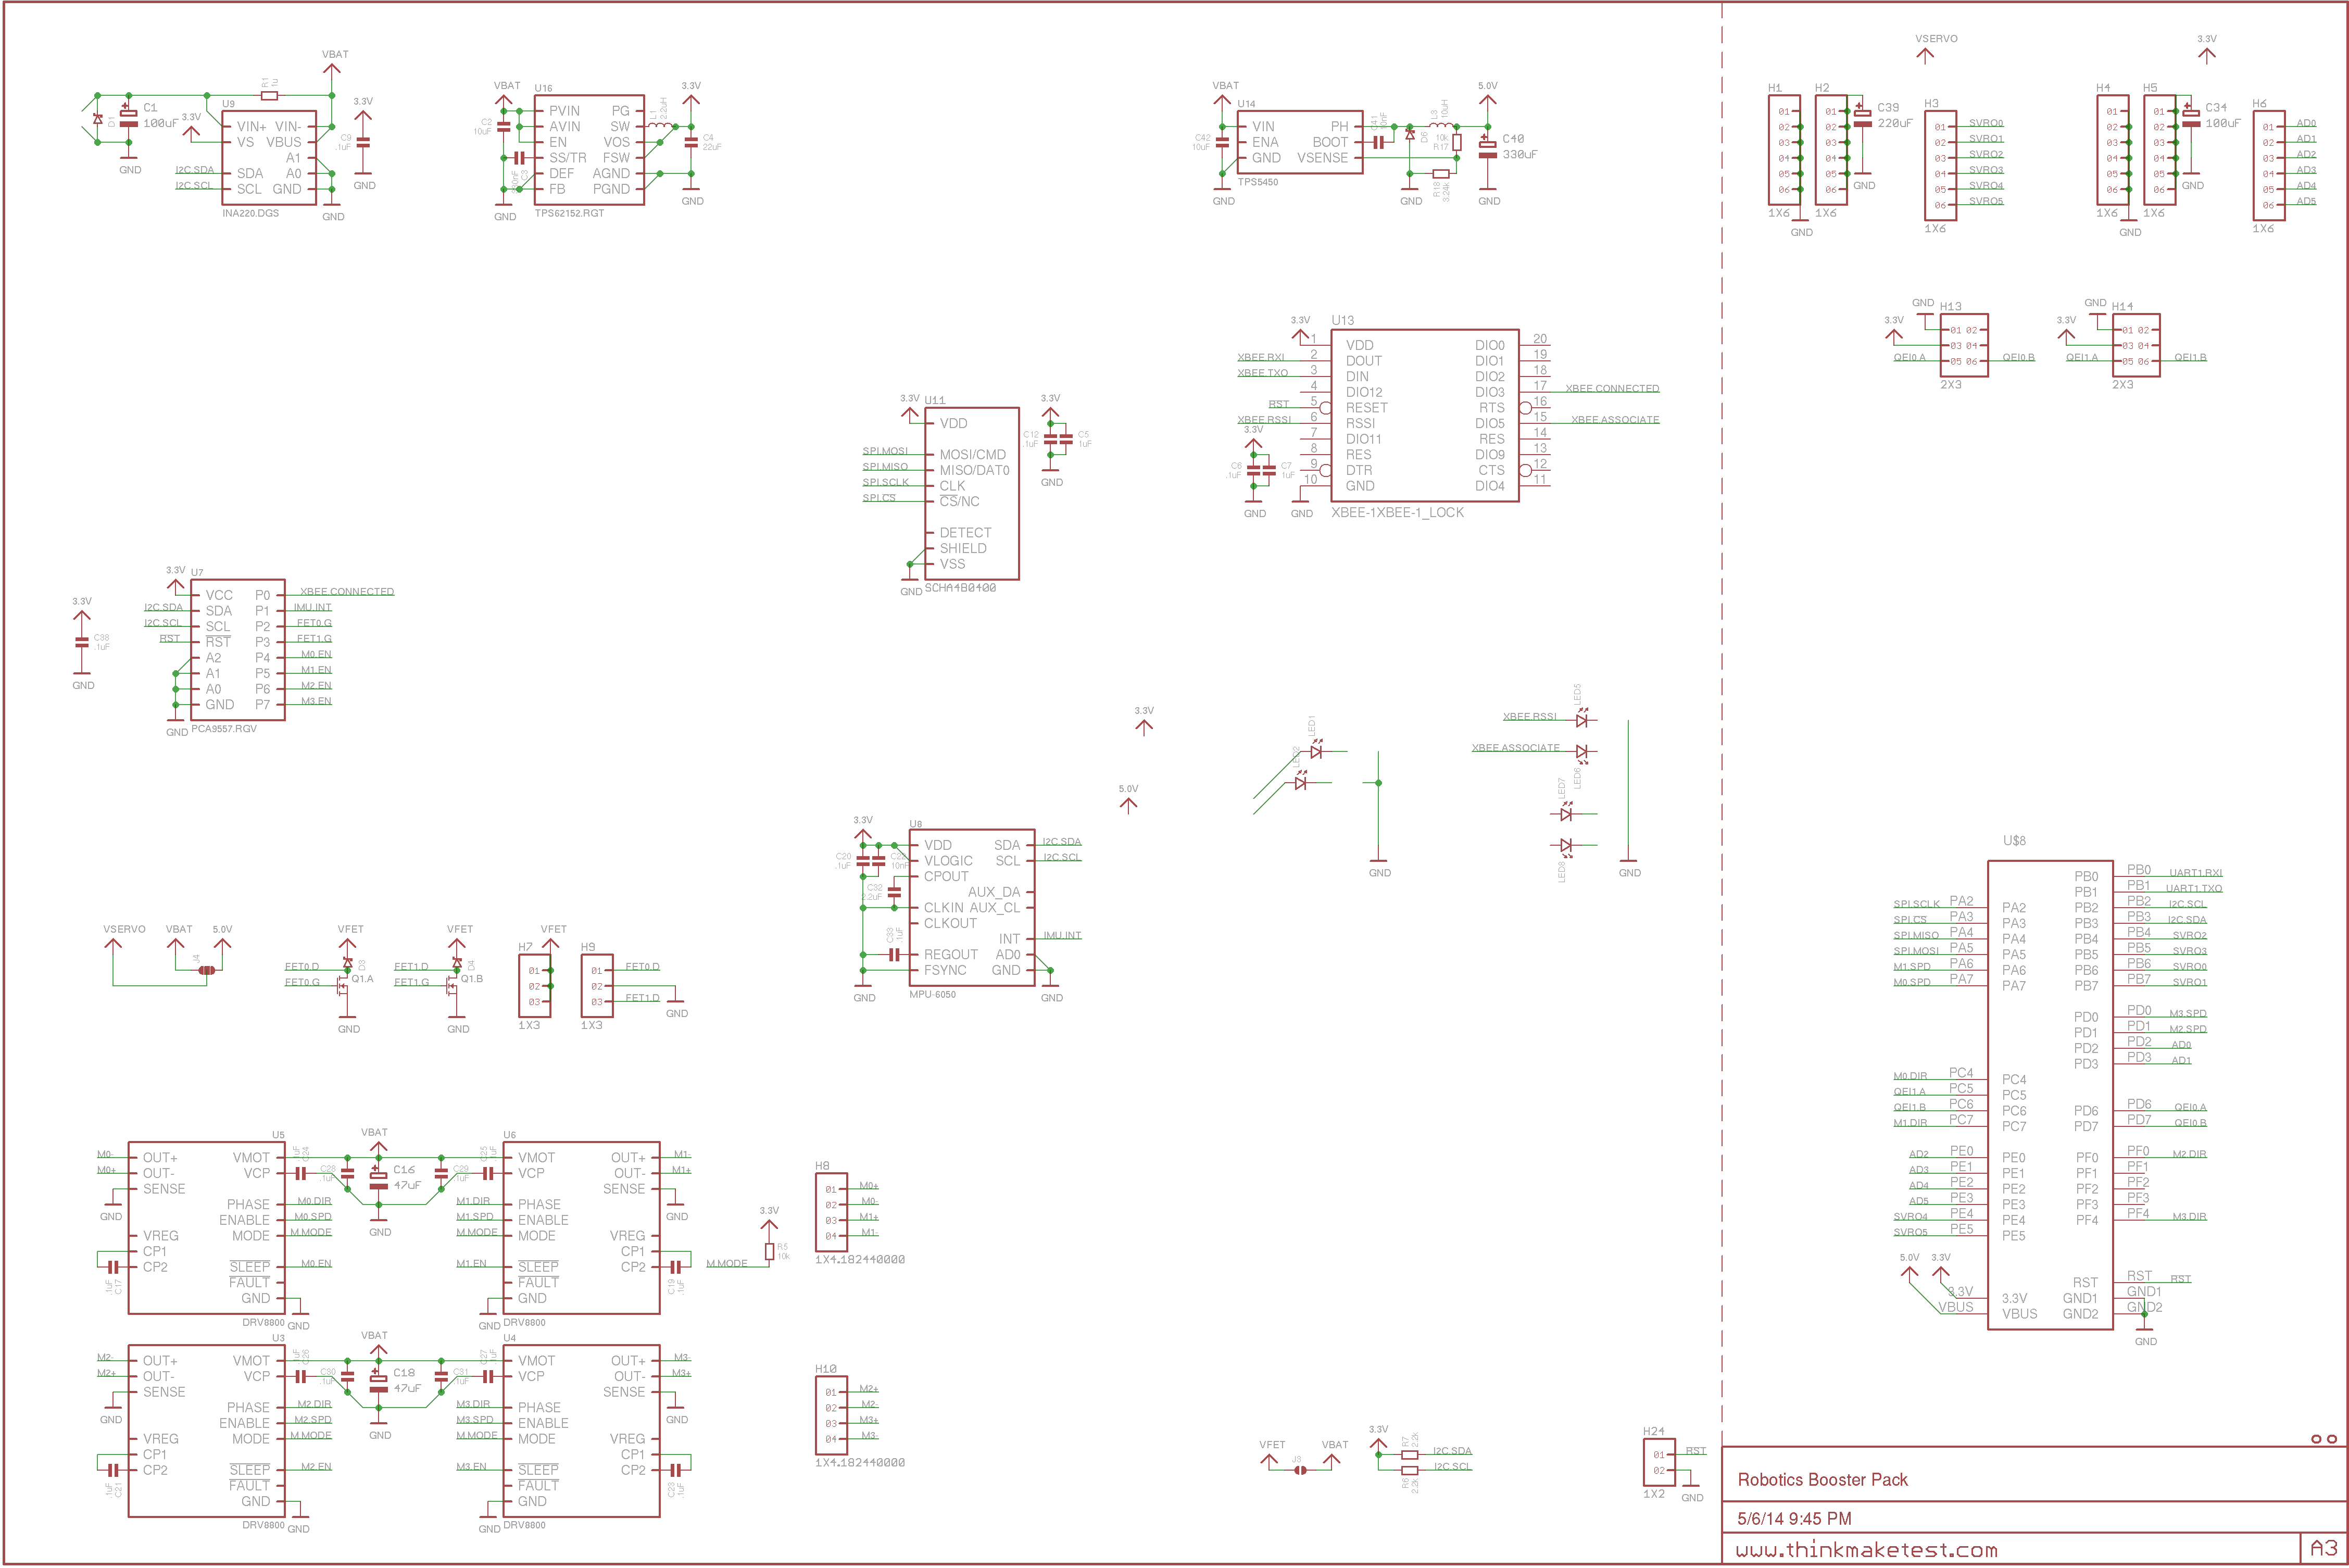 VBAT
R1
1u
U9
C1
100uF
D1
3.3V
VIN+ VIN-
VS VBUS
A1
SDA A0
SCL GND
I2C.SDA
I2C.SCL
INA220.DGS
GND
GND
3.3V
C9
.1uF
GND
VBAT
U16
C2
10uF
PVIN PG
AVIN SW
EN VOS
SS/TR FSW
DEF AGND
FB PGND
TPS62152.RGT
C3
GND
L1
2.2uH
3.3V
C4
22uF
GND
VBAT
U14
C42
10uF
VIN PH
ENA BOOT
GND VSENSE
TPS5450
GND
C41
D6
L3
10uH
10k
R17
R18
3.24k
5.0V
C40
330uF
GND
GND
VSERVO
H1
01
02
03
04
05
06
1X6
GND
H2
01
02
03
04
05
06
1X6
C39
220uF
GND
H3
01 SVRO0
02 SVRO1
03 SVRO2
04 SVRO3
05 SVRO4
06 SVRO5
1X6
3.3V
H4
01
02
03
04
05
06
1X6
GND
H5
01
02
03
04
05
06
1X6
C34
100uF
GND
H6
01 AD0
02 AD1
03 AD2
04 AD3
05 AD4
06 AD5
1X6
GND
H13
3.3V
01 02
03 04
QEI0.A 05 06 QEI0.B
2X3
GND
H14
3.3V
01 02
03 04
QEI1.A 05 06 QEI1.B
2X3
3.3V
U13
1 VDD DIO0 20
XBEE.RXI 2 DOUT DIO1 19
XBEE.TXO 3 DIN DIO2 18
4 DIO12 DIO3 17 XBEE.CONNECTED
RST 5 RESET RTS 16
XBEE.RSSI 6 RSSI DIO5 15 XBEE.ASSOCIATE
7 DIO11 RES 14
8 RES DIO9 13
9 DTR CTS 12
10 GND DIO4 11
XBEE-1XBEE-1_LOCK
3.3V
C6
.1uF
C7
1uF
GND
GND
3.3V
U11
VDD
SPI.MOSI MOSI/CMD
SPI.MISO MISO/DAT0
SPI.SCLK CLK
SPI.CS CS/NC
DETECT
SHIELD
VSS
GND
SCHA4B0400
3.3V
C12
.1uF
C5
1uF
GND
3.3V
C38
.1uF
GND
3.3V
U7
VCC P0 XBEE.CONNECTED
I2C.SDA SDA P1 IMU.INT
I2C.SCL SCL P2 FET0.G
RST RST P3 FET1.G
A2 P4 M0.EN
A1 P5 M1.EN
A0 P6 M2.EN
GND P7 M3.EN
GND
PCA9557.RGV
3.3V
5.0V
LED1
LED2
GND
XBEE.RSSI
LED5
XBEE.ASSOCIATE
LED6
LED7
LED8
GND
3.3V
U8
C20
.1uF
10nF
C32
2.2uF
C33
.1uF
VDD SDA I2C.SDA
VLOGIC SCL I2C.SCL
CPOUT
AUX_DA
CLKIN AUX_CL
CLKOUT
INT IMU.INT
REGOUT AD0
FSYNC GND
GND
MPU-6050
GND
VSERVO
VBAT
5.0V
J4
VFET
FET0.D
FET0.G
D3
Q1.A
GND
VFET
FET1.D
FET1.G
D4
Q1.B
GND
H7
VFET
01
02
03
1X3
H9
01 FET0.D
02
03 FET1.D
1X3
GND
U$8
PB0 PB0 UART1.RXI
PB1 PB1 UART1.TXO
SPI.SCLK PA2 PA2 PB2 PB2 I2C.SCL
SPI.CS PA3 PA3 PB3 PB3 I2C.SDA
SPI.MISO PA4 PA4 PB4 PB4 SVRO2
SPI.MOSI PA5 PA5 PB5 PB5 SVRO3
M1.SPD PA6 PA6 PB6 PB6 SVRO0
M0.SPD PA7 PA7 PB7 PB7 SVRO1
PD0 PD0 M3.SPD
PD1 PD1 M2.SPD
PD2 PD2 AD0
PD3 PD3 AD1
M0.DIR PC4 PC4
QEI1.A PC5 PC5
QEI1.B PC6 PC6 PD6 PD6 QEI0.A
M1.DIR PC7 PC7 PD7 PD7 QEI0.B
AD2 PE0 PE0 PF0 PF0 M2.DIR
AD3 PE1 PE1 PF1 PF1
AD4 PE2 PE2 PF2 PF2
AD5 PE3 PE3 PF3 PF3
SVRO4 PE4 PE4 PF4 PF4 M3.DIR
SVRO5 PE5 PE5
5.0V 3.3V
RST RST RST
3.3V 3.3V GND1 GND1
VBUS VBUS GND2 GND2
GND
U5
M0- OUT+ VMOT
M0+ OUT- VCP
SENSE
GND
PHASE M0.DIR
ENABLE M0.SPD
VREG MODE M.MODE
CP1
CP2 SLEEP M0.EN
FAULT
GND
.1uF
C17
DRV8800
GND
C24
C28
.1uF
VBAT
C16
47uF
GND
C29
.1uF
C25
U6
VMOT OUT+ M1-
VCP OUT- M1+
SENSE
GND
M1.DIR PHASE
M1.SPD ENABLE
M.MODE MODE VREG
CP1
M1.EN SLEEP CP2
FAULT
GND
C19
.1uF
GND
DRV8800
3.3V
R5
10k
M.MODE
H8
01 M0+
02 M0-
03 M1+
04 M1-
1X4.182440000
U3
M2- OUT+ VMOT
M2+ OUT- VCP
SENSE
GND
PHASE M2.DIR
ENABLE M2.SPD
VREG MODE M.MODE
CP1
CP2 SLEEP M2.EN
FAULT
GND
.1uF
C21
DRV8800
GND
C26
C30
.1uF
VBAT
C18
47uF
GND
C31
.1uF
C27
U4
VMOT OUT+ M3-
VCP OUT- M3+
SENSE
GND
M3.DIR PHASE
M3.SPD ENABLE
M.MODE MODE VREG
CP1
M3.EN SLEEP CP2
FAULT
GND
C23
.1uF
GND
DRV8800
H10
01 M2+
02 M2-
03 M3+
04 M3-
1X4.182440000
VFET
J3
VBAT
3.3V
R7
2.2k
I2C.SDA
I2C.SCL
R6
2.2k
H24
01 RST
02
1X2
GND
Robotics Booster Pack
5/6/14 9:45 PM
www.thinkmaketest.com
A3